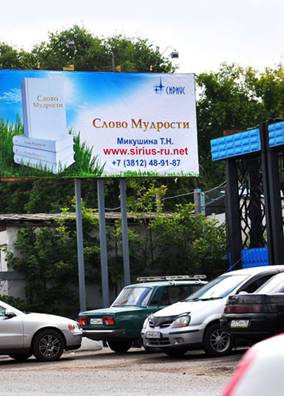 СИРИУС
Слово
Мудрости
Слово Мудрости
Микушина Т.Н.
www.sirius-ru.net
+7 (3812) 48-91-87